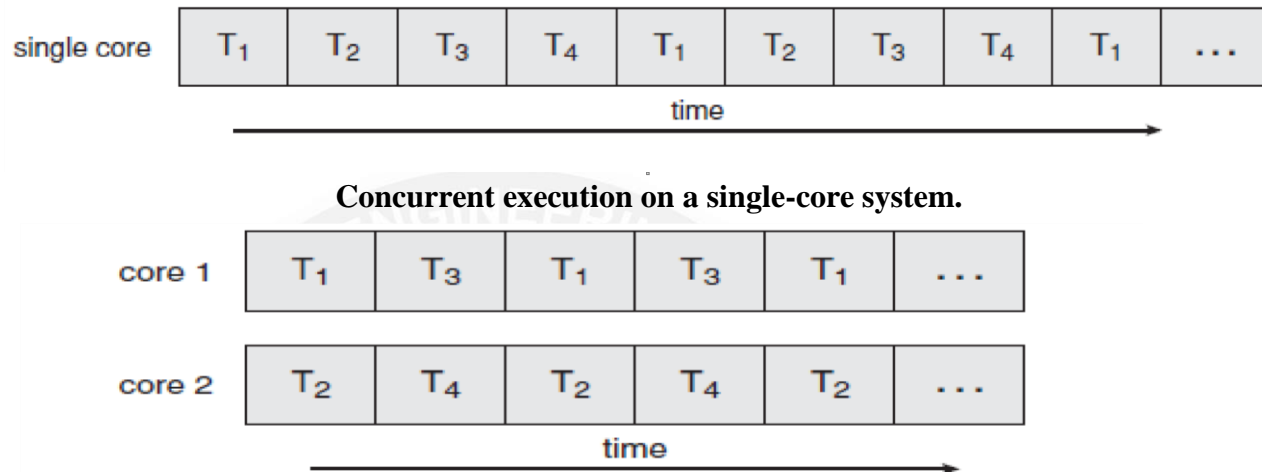 single core T₁ T₂ T₃ T₄ T₁ T₂ T₃ T₄ T₁ ...
time
Concurrent execution on a single-core system.
core 1 T₁ T₃ T₁ T₃ T₁ ...
core 2 T₂ T₄ T₂ T₄ T₂ ...
time